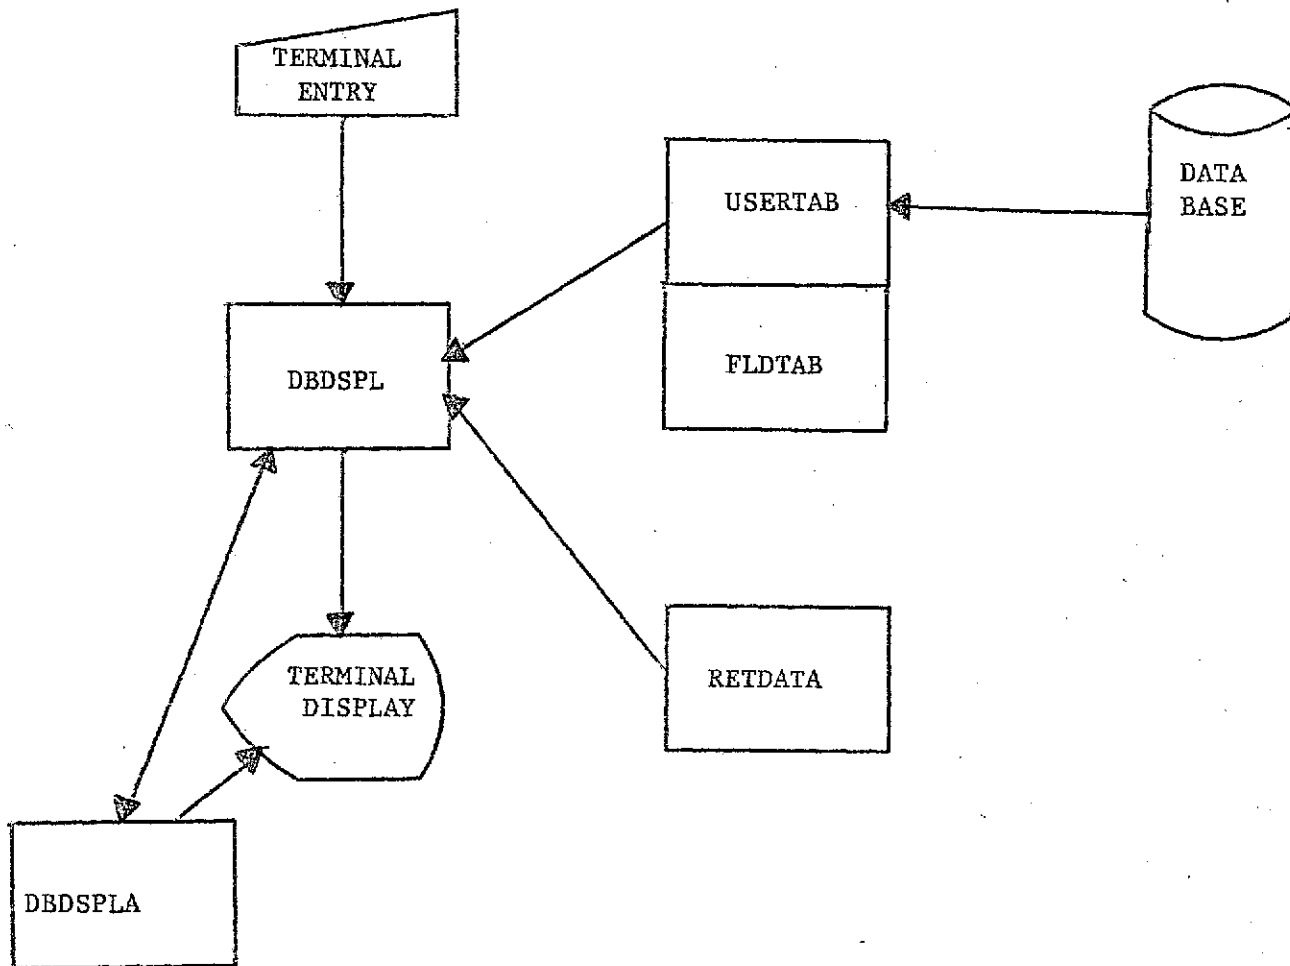 TERMINAL
ENTRY
USERTAB
DATA
BASE
DBDSPL
FLDTAB
TERMINAL
DISPLAY
RETDATA
DBDSPLA